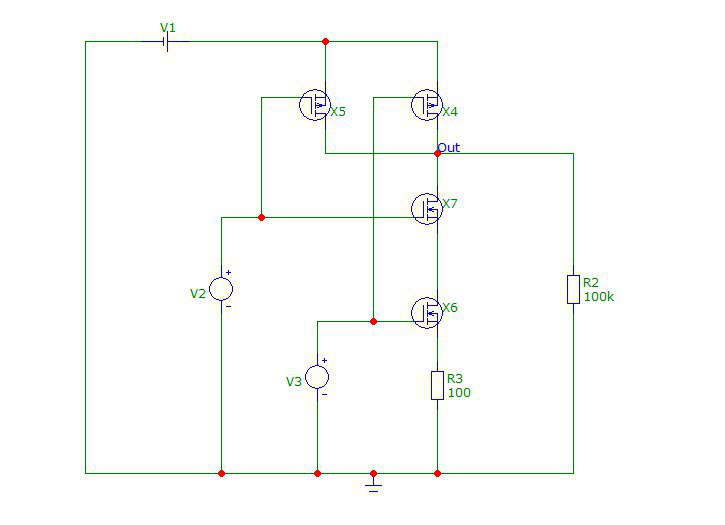 V1
X5
X4
Out
X7
V2
+
-
X6
R2
100k
V3
+
-
R3
100